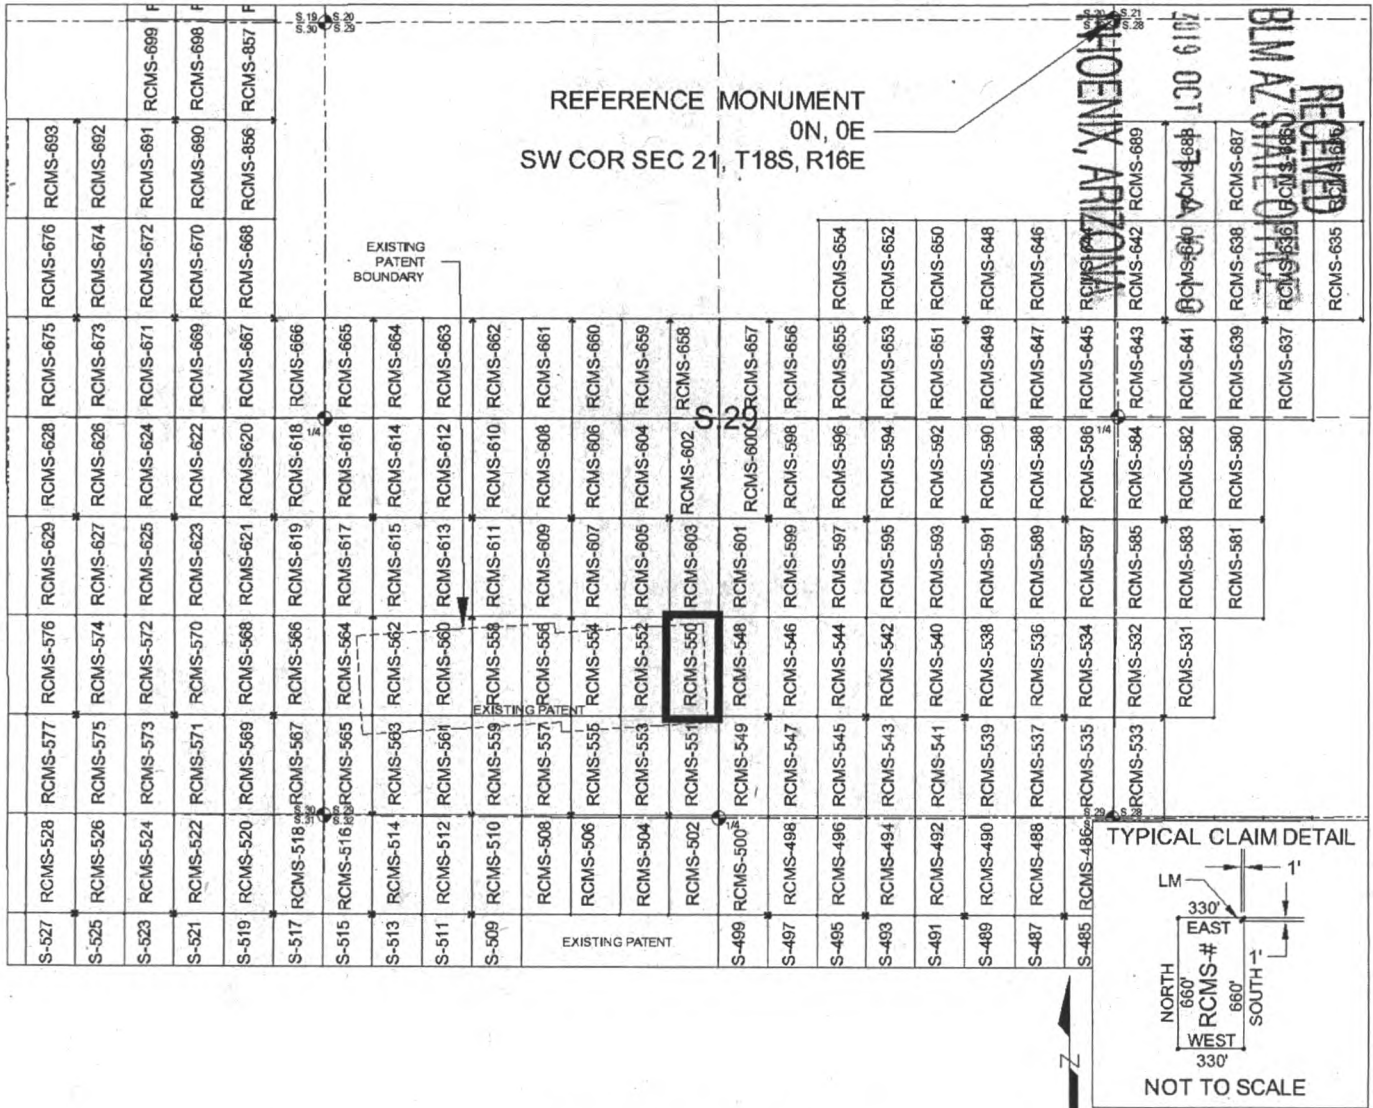 F F F
RCMS-699 RCMS-698 RCMS-857
S.19 S.20
S.30 S.29
S.21
S.28
REFERENCE MONUMENT
0N, 0E
SW COR SEC 21, T18S, R16E
RECEIVED
BLM AZ STATE OFFICE
2019 OCT 17 A
PHOENIX, ARIZONA
RCMS-693 RCMS-692 RCMS-691 RCMS-690 RCMS-856 RCMS-689 RCMS-688 RCMS-687 RCMS-686 RCMS-685
RCMS-676 RCMS-674 RCMS-672 RCMS-670 RCMS-668 RCMS-654 RCMS-652 RCMS-650 RCMS-648 RCMS-646 RCMS-644 RCMS-642 RCMS-640 RCMS-638 RCMS-636 RCMS-635
EXISTING
PATENT
BOUNDARY
RCMS-675 RCMS-673 RCMS-671 RCMS-669 RCMS-667 RCMS-666 RCMS-665 RCMS-664 RCMS-663 RCMS-662 RCMS-661 RCMS-660 RCMS-659 RCMS-658 RCMS-657 RCMS-656 RCMS-655 RCMS-653 RCMS-651 RCMS-649 RCMS-647 RCMS-645 RCMS-643 RCMS-641 RCMS-639 RCMS-637
S.29
1/4 1/4
RCMS-628 RCMS-626 RCMS-624 RCMS-622 RCMS-620 RCMS-618 RCMS-616 RCMS-614 RCMS-612 RCMS-610 RCMS-608 RCMS-606 RCMS-604 RCMS-602 RCMS-600 RCMS-598 RCMS-596 RCMS-594 RCMS-592 RCMS-590 RCMS-588 RCMS-586 RCMS-584 RCMS-582 RCMS-580
RCMS-629 RCMS-627 RCMS-625 RCMS-623 RCMS-621 RCMS-619 RCMS-617 RCMS-615 RCMS-613 RCMS-611 RCMS-609 RCMS-607 RCMS-605 RCMS-603 RCMS-601 RCMS-599 RCMS-597 RCMS-595 RCMS-593 RCMS-591 RCMS-589 RCMS-587 RCMS-585 RCMS-583 RCMS-581
RCMS-576 RCMS-574 RCMS-572 RCMS-570 RCMS-568 RCMS-566 RCMS-564 RCMS-562 RCMS-560 RCMS-558 RCMS-556 RCMS-554 RCMS-552 RCMS-550 RCMS-548 RCMS-546 RCMS-544 RCMS-542 RCMS-540 RCMS-538 RCMS-536 RCMS-534 RCMS-532 RCMS-531
EXISTING PATENT
RCMS-577 RCMS-575 RCMS-573 RCMS-571 RCMS-569 RCMS-567 RCMS-565 RCMS-563 RCMS-561 RCMS-559 RCMS-557 RCMS-555 RCMS-553 RCMS-551 RCMS-549 RCMS-547 RCMS-545 RCMS-543 RCMS-541 RCMS-539 RCMS-537 RCMS-535 RCMS-533
S.30 S.29
S.31 S.32
1/4
S.29 S.28
RCMS-528 RCMS-526 RCMS-524 RCMS-522 RCMS-520 RCMS-518 RCMS-516 RCMS-514 RCMS-512 RCMS-510 RCMS-508 RCMS-506 RCMS-504 RCMS-502 RCMS-500 RCMS-498 RCMS-496 RCMS-494 RCMS-492 RCMS-490 RCMS-488 RCMS-486
S-527 S-525 S-523 S-521 S-519 S-517 S-515 S-513 S-511 S-509 EXISTING PATENT S-499 S-497 S-495 S-493 S-491 S-489 S-487 S-485
N
TYPICAL CLAIM DETAIL
1'
LM
330'
EAST
1'
NORTH
660'
RCMS-#
660'
SOUTH
WEST
330'
NOT TO SCALE